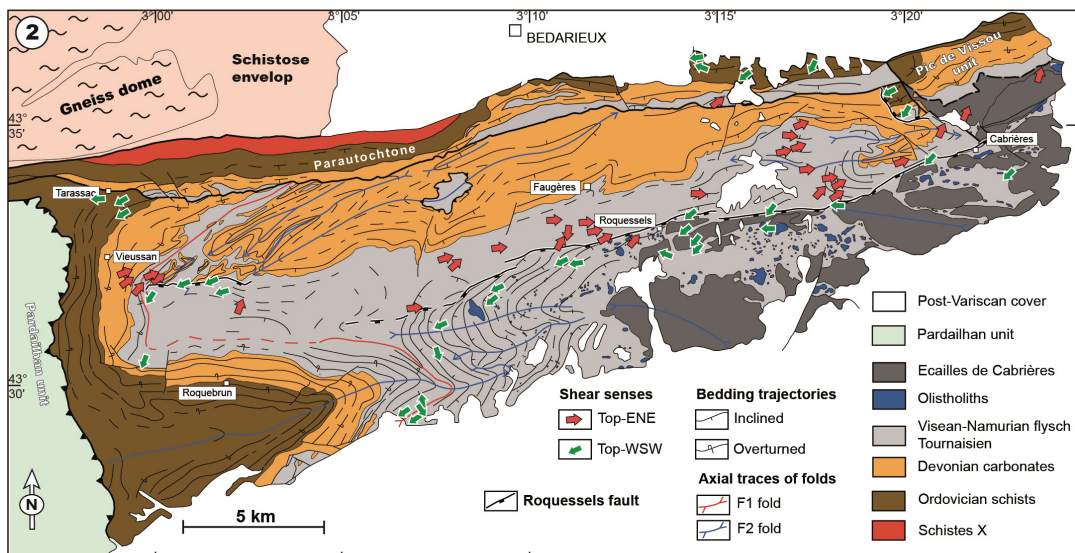 2
3°00'
3°05'
3°10'
3°15'
3°20'
BEDARIEUX
Schistose
envelop
Gneiss dome
Pic de Vissou
unit
43°
35'
Parautochtone
Cabrières
Tarassac
Faugères
Roquessels
Vieussan
Pardailhan unit
43°
30'
Roquebrun
Post-Variscan cover
Pardailhan unit
Ecailles de Cabrières
Olistholiths
Visean-Namurian flysch
Tournaisien
Devonian carbonates
Ordovician schists
Schistes X
Shear senses
Top-ENE
Top-WSW
Bedding trajectories
Inclined
Overturned
Axial traces of folds
F1 fold
F2 fold
Roquessels fault
N
5 km